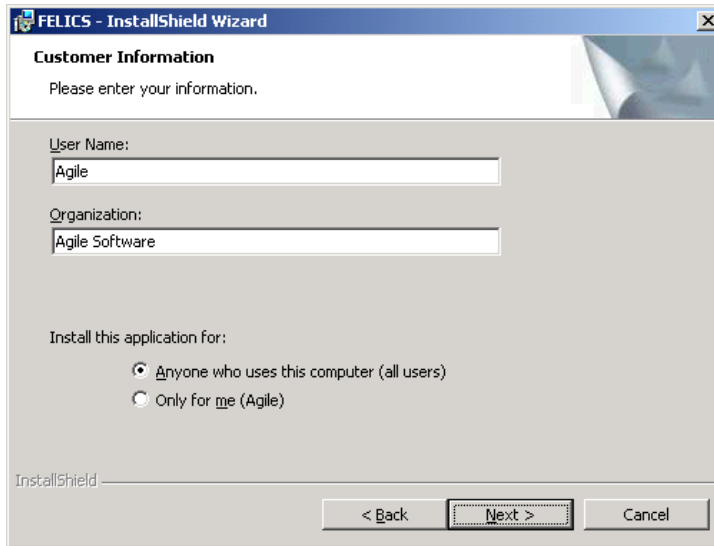 FELICS - InstallShield Wizard
Customer Information
Please enter your information.
User Name:
Agile
Organization:
Agile Software
Install this application for:
Anyone who uses this computer (all users)
Only for me (Agile)
InstallShield
< Back
Next >
Cancel